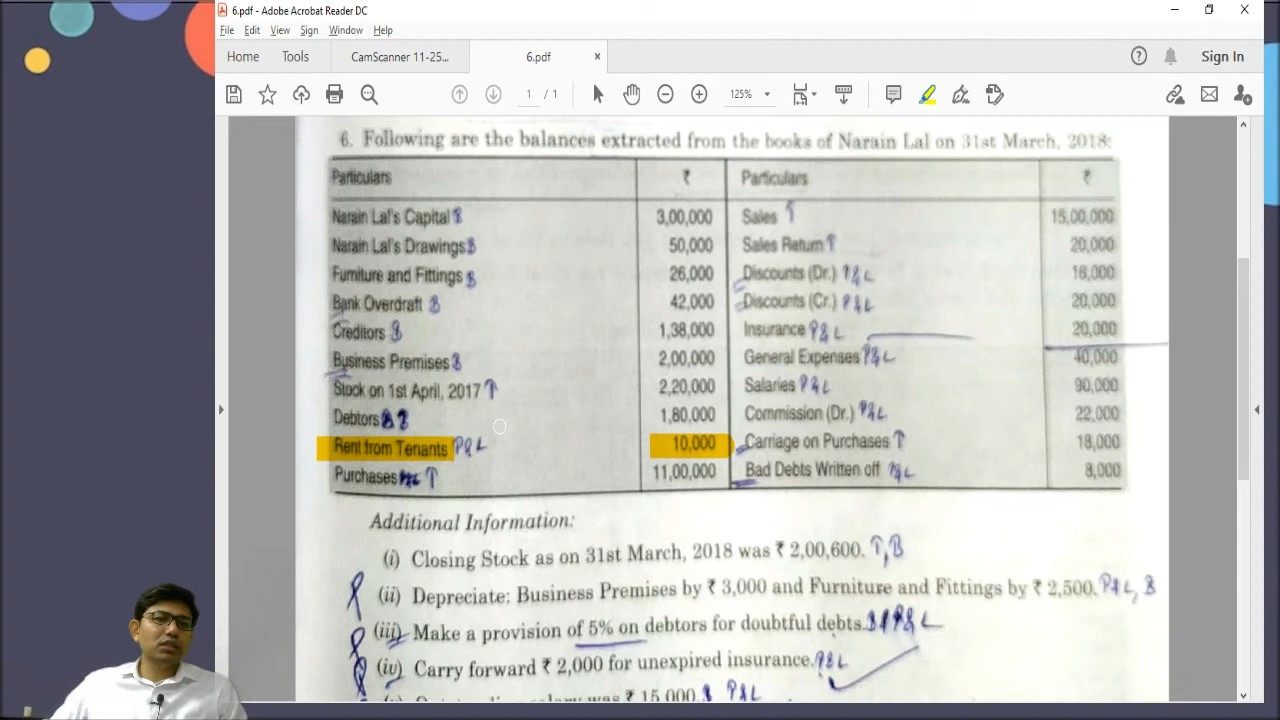 6.pdf - Adobe Acrobat Reader DC
File Edit View Sign Window Help
Home Tools CamScanner 11-25... 6.pdf × Sign In
1 / 1 125%
6. Following are the balances extracted from the books of Narain Lal on 31st March, 2018:
Particulars ₹ Particulars ₹
Narain Lal's Capital B 3,00,000 Sales T 15,00,000
Narain Lal's Drawings B 50,000 Sales Return T 20,000
Furniture and Fittings B 26,000 Discounts (Dr.) P&L 16,000
Bank Overdraft B 42,000 Discounts (Cr.) P&L 20,000
Creditors B 1,38,000 Insurance P&L 20,000
Business Premises B 2,00,000 General Expenses P&L 40,000
Stock on 1st April, 2017 T 2,20,000 Salaries P&L 90,000
Debtors B 1,80,000 Commission (Dr.) P&L 22,000
Rent from Tenants P&L 10,000 Carriage on Purchases T 18,000
Purchases T 11,00,000 Bad Debts Written off P&L 8,000
Additional Information:
(i) Closing Stock as on 31st March, 2018 was ₹ 2,00,600. T, B
(ii) Depreciate: Business Premises by ₹ 3,000 and Furniture and Fittings by ₹ 2,500. P&L, B
(iii) Make a provision of 5% on debtors for doubtful debts. P&L
(iv) Carry forward ₹ 2,000 for unexpired insurance. P&L
salary was ₹ 15,000. B P&L